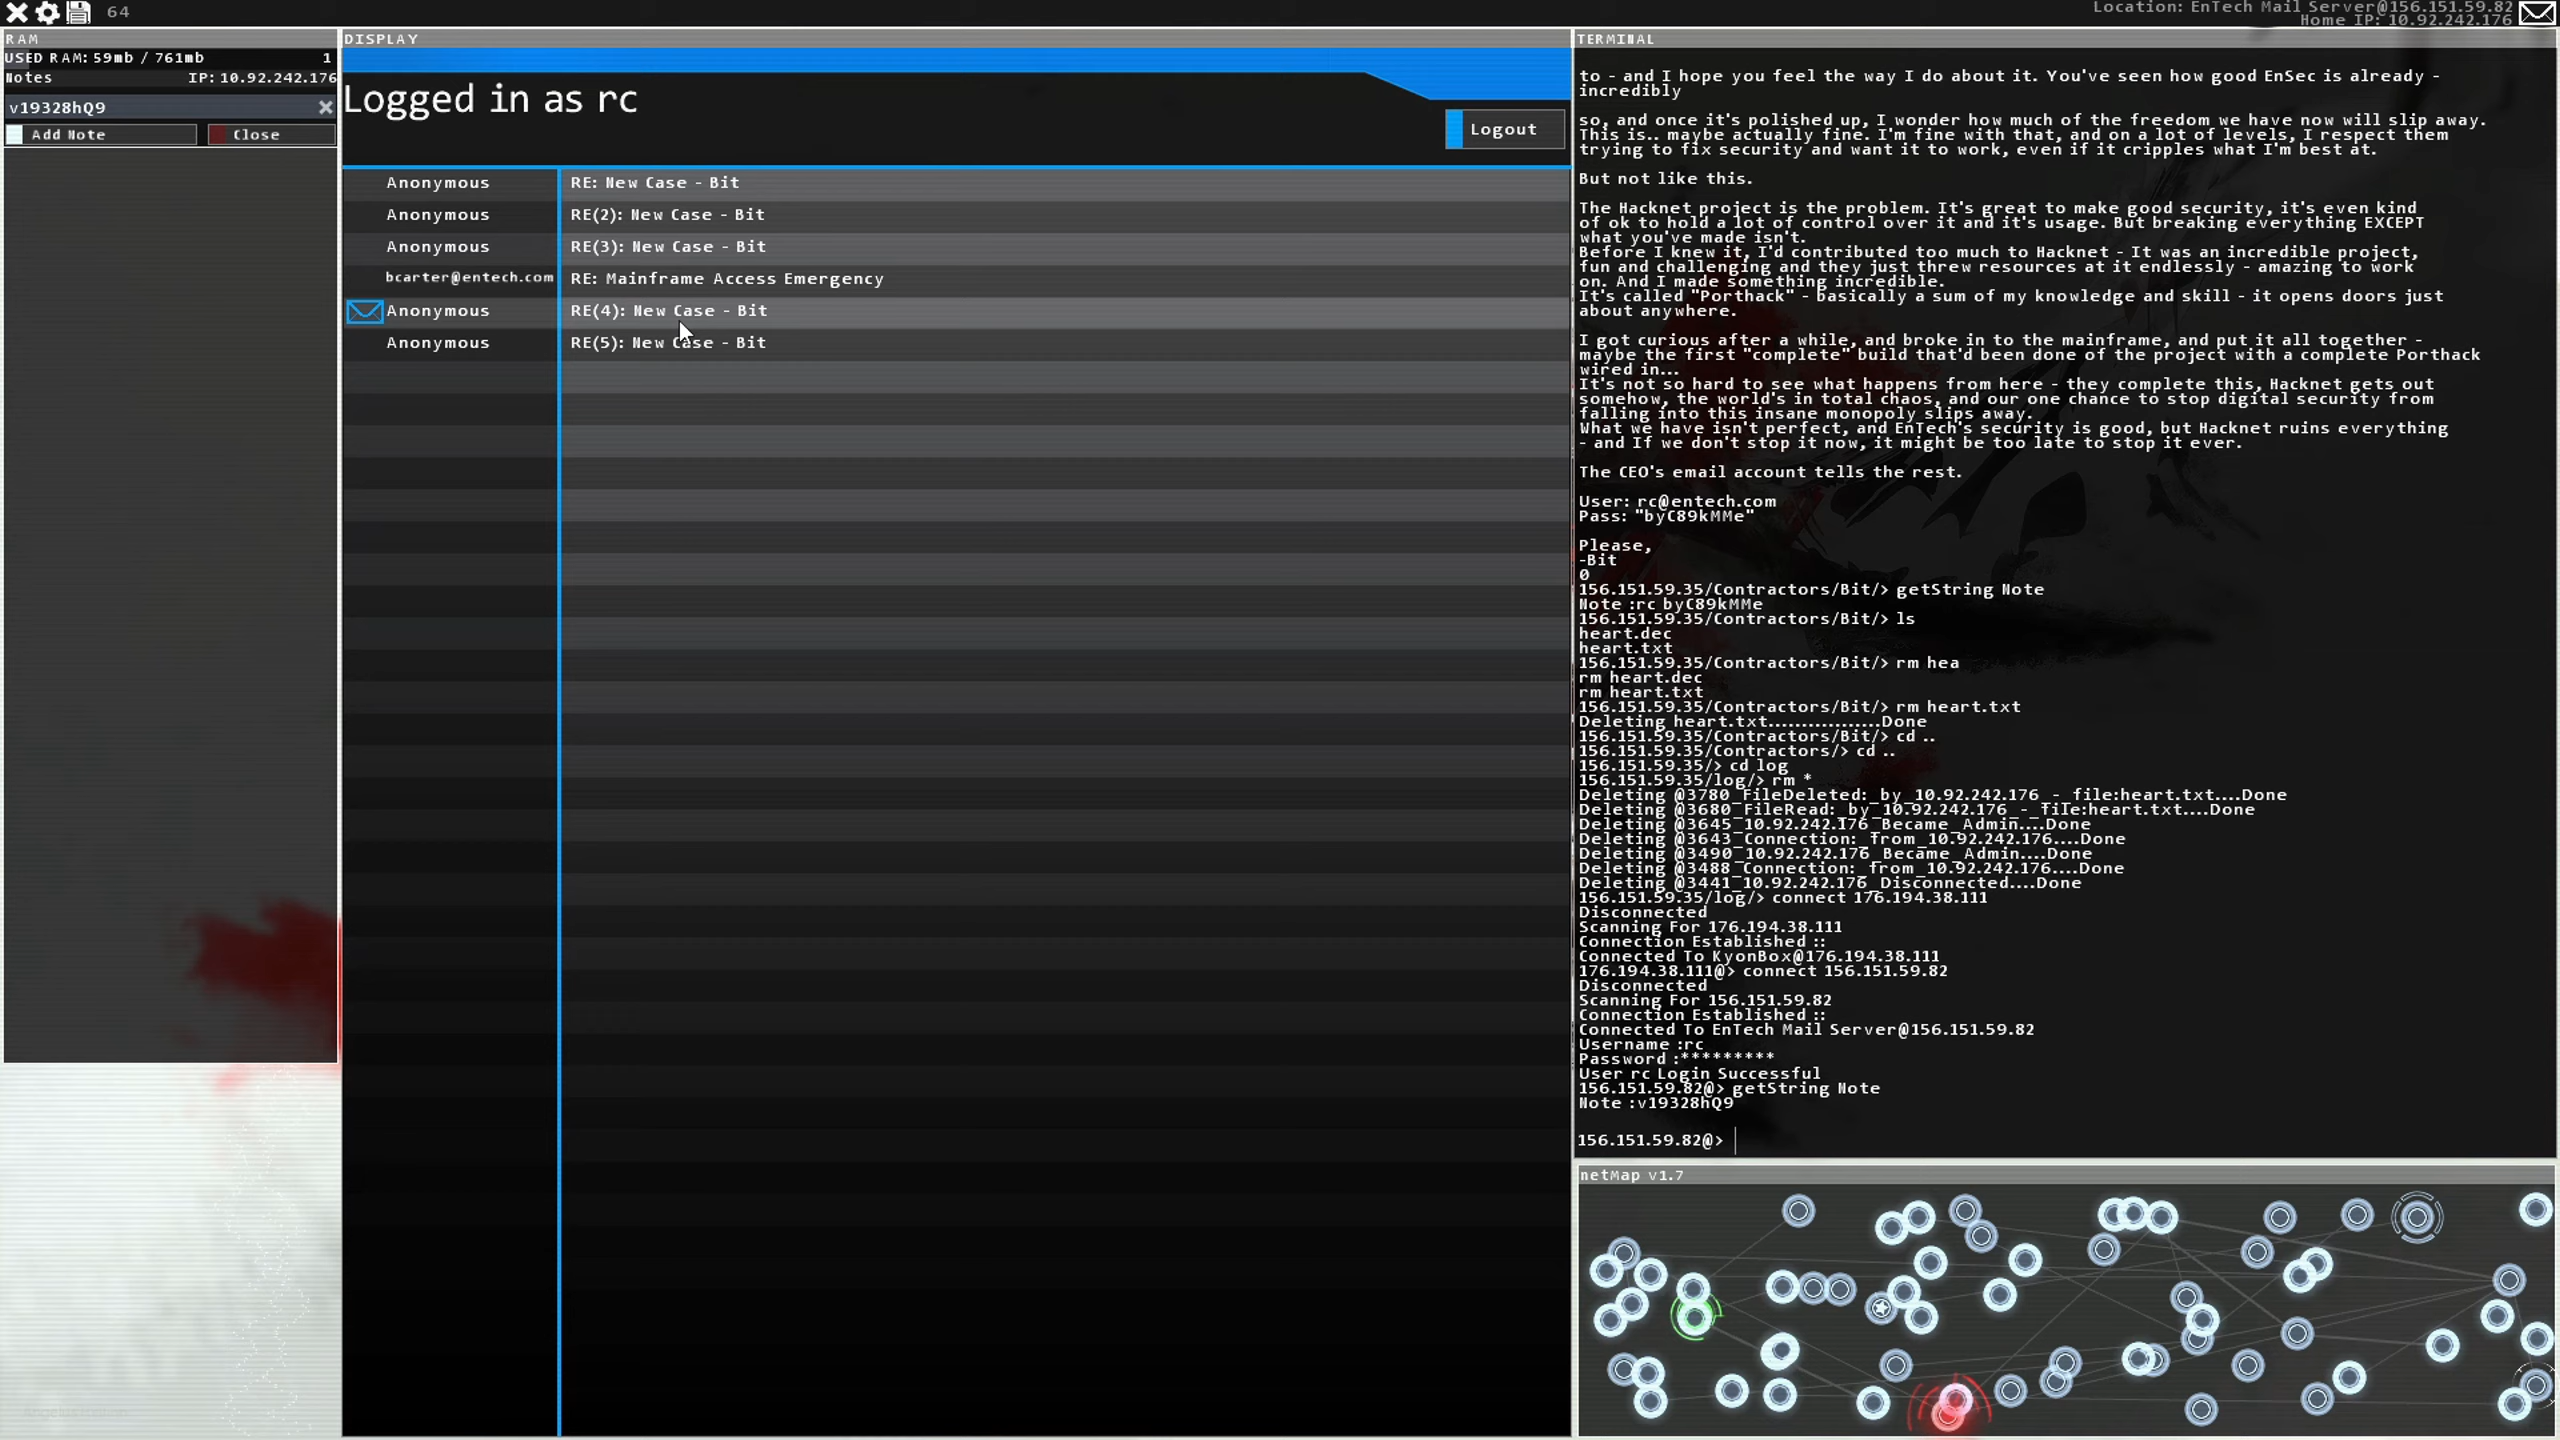 64
Location: EnTech Mail Server@156.151.59.82
Home IP: 10.92.242.176
RAM
USED RAM: 59mb / 761mb 1
Notes IP: 10.92.242.176
v19328hQ9
Add Note Close
DISPLAY
Logged in as rc
Logout
Anonymous RE: New Case - Bit
Anonymous RE(2): New Case - Bit
Anonymous RE(3): New Case - Bit
bcarter@entech.com RE: Mainframe Access Emergency
Anonymous RE(4): New Case - Bit
Anonymous RE(5): New Case - Bit
TERMINAL
to - and I hope you feel the way I do about it. You've seen how good EnSec is already -
incredibly
so, and once it's polished up, I wonder how much of the freedom we have now will slip away.
This is.. maybe actually fine. I'm fine with that, and on a lot of levels, I respect them
trying to fix security and want it to work, even if it cripples what I'm best at.
But not like this.
The Hacknet project is the problem. It's great to make good security, it's even kind
of ok to hold a lot of control over it and it's usage. But breaking everything EXCEPT
what you've made isn't.
Before I knew it, I'd contributed too much to Hacknet - It was an incredible project,
fun and challenging and they just threw resources at it endlessly - amazing to work
on. And I made something incredible.
It's called "Porthack" - basically a sum of my knowledge and skill - it opens doors just
about anywhere.
I got curious after a while, and broke in to the mainframe, and put it all together -
maybe the first "complete" build that'd been done of the project with a complete Porthack
wired in...
It's not so hard to see what happens from here - they complete this, Hacknet gets out
somehow, the world's in total chaos, and our one chance to stop digital security from
falling into this insane monopoly slips away.
What we have isn't perfect, and EnTech's security is good, but Hacknet ruins everything
- and If we don't stop it now, it might be too late to stop it ever.
The CEO's email account tells the rest.
User: rc@entech.com
Pass: "byC89kMMe"
Please,
-Bit
0
156.151.59.35/Contractors/Bit/> getString Note
Note :rc byC89kMMe
156.151.59.35/Contractors/Bit/> ls
heart.dec
heart.txt
156.151.59.35/Contractors/Bit/> rm hea
rm heart.dec
rm heart.txt
156.151.59.35/Contractors/Bit/> rm heart.txt
Deleting heart.txt.................Done
156.151.59.35/Contractors/Bit/> cd ..
156.151.59.35/Contractors/> cd ..
156.151.59.35/> cd log
156.151.59.35/log/> rm *
Deleting @3780_FileDeleted:_by_10.92.242.176_-_file:heart.txt....Done
Deleting @3680_FileRead:_by_10.92.242.176_-_file:heart.txt....Done
Deleting @3645_10.92.242.176_Became_Admin....Done
Deleting @3643_Connection:_from_10.92.242.176....Done
Deleting @3490_10.92.242.176_Became_Admin....Done
Deleting @3488_Connection:_from_10.92.242.176....Done
Deleting @3441_10.92.242.176_Disconnected....Done
156.151.59.35/log/> connect 176.194.38.111
Disconnected
Scanning For 176.194.38.111
Connection Established ::
Connected To KyonBox@176.194.38.111
176.194.38.111@> connect 156.151.59.82
Disconnected
Scanning For 156.151.59.82
Connection Established ::
Connected To EnTech Mail Server@156.151.59.82
Username :rc
Password :*********
User rc Login Successful
156.151.59.82@> getString Note
Note :v19328hQ9
156.151.59.82@>
netMap v1.7